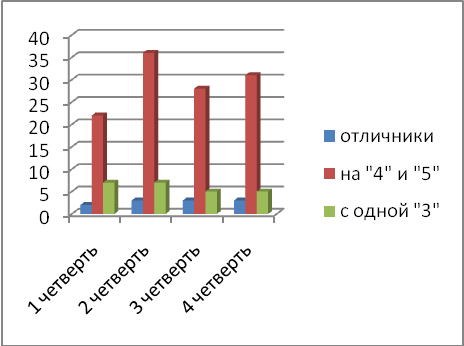 40
35
30
25
20
15
10
5
0
1 четверть
2 четверть
3 четверть
4 четверть
отличники
на "4" и "5"
с одной "3"